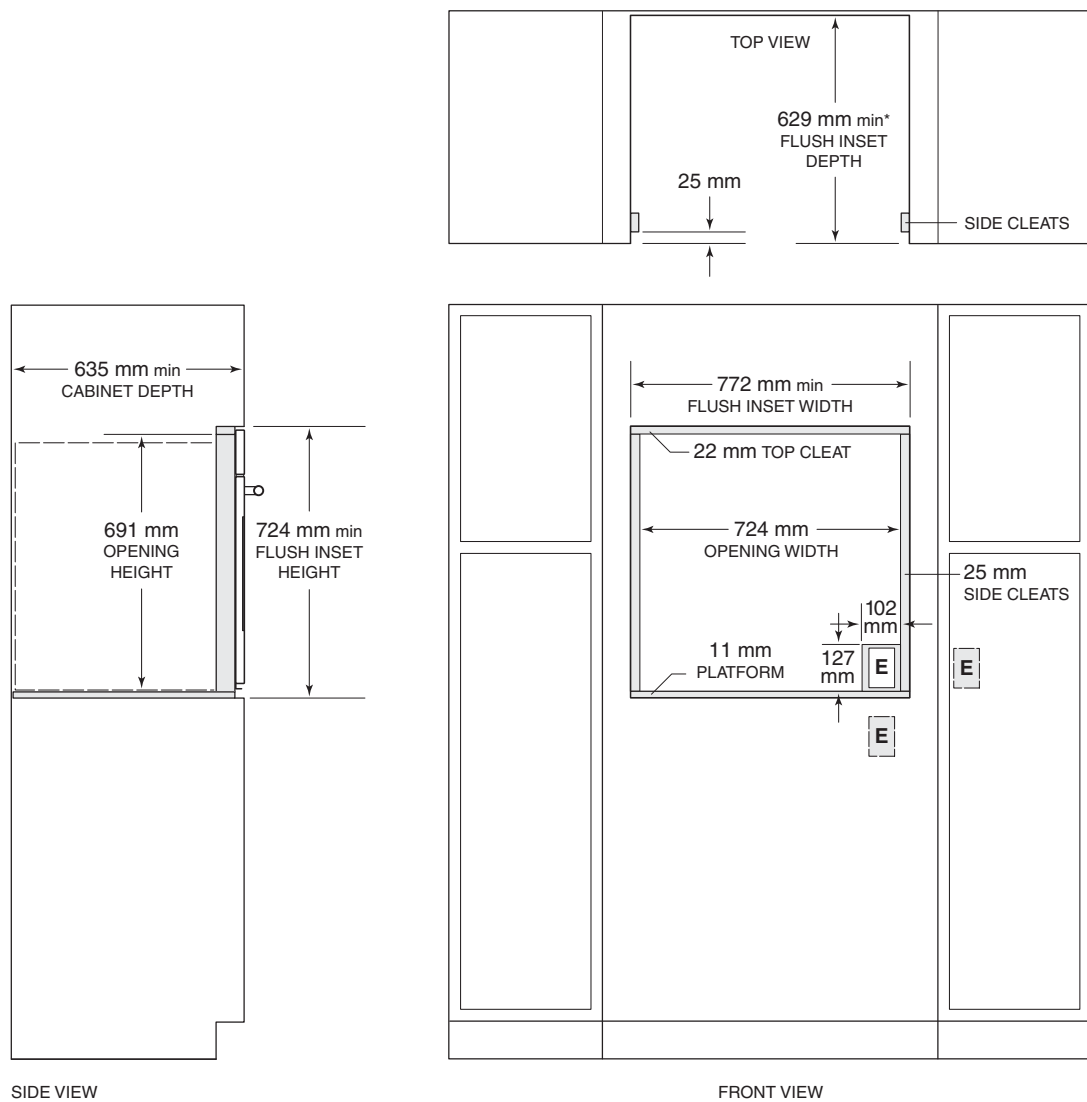 TOP VIEW
629 mm min*
FLUSH INSET
DEPTH
25 mm
SIDE CLEATS
635 mm min
CABINET DEPTH
772 mm min
FLUSH INSET WIDTH
22 mm TOP CLEAT
691 mm
OPENING
HEIGHT
724 mm min
FLUSH INSET
HEIGHT
724 mm
OPENING WIDTH
25 mm
SIDE CLEATS
102
mm
11 mm
PLATFORM
127
mm
E
E
E
SIDE VIEW
FRONT VIEW